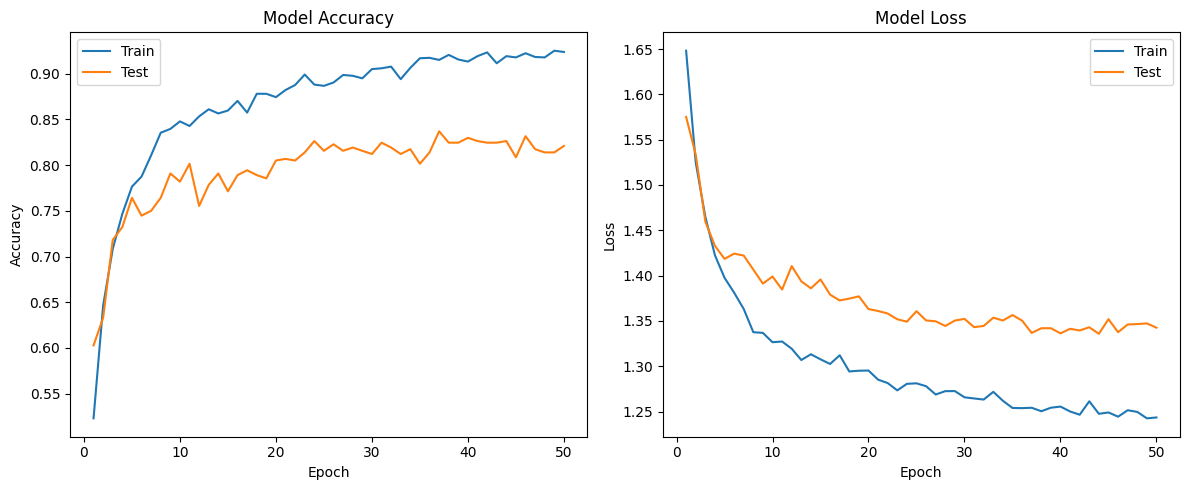 Model Accuracy
Train
Test
0.90
0.85
0.80
0.75
0.70
0.65
0.60
0.55
Accuracy
0 10 20 30 40 50
Epoch
Model Loss
Train
Test
1.65
1.60
1.55
1.50
1.45
1.40
1.35
1.30
1.25
Loss
0 10 20 30 40 50
Epoch